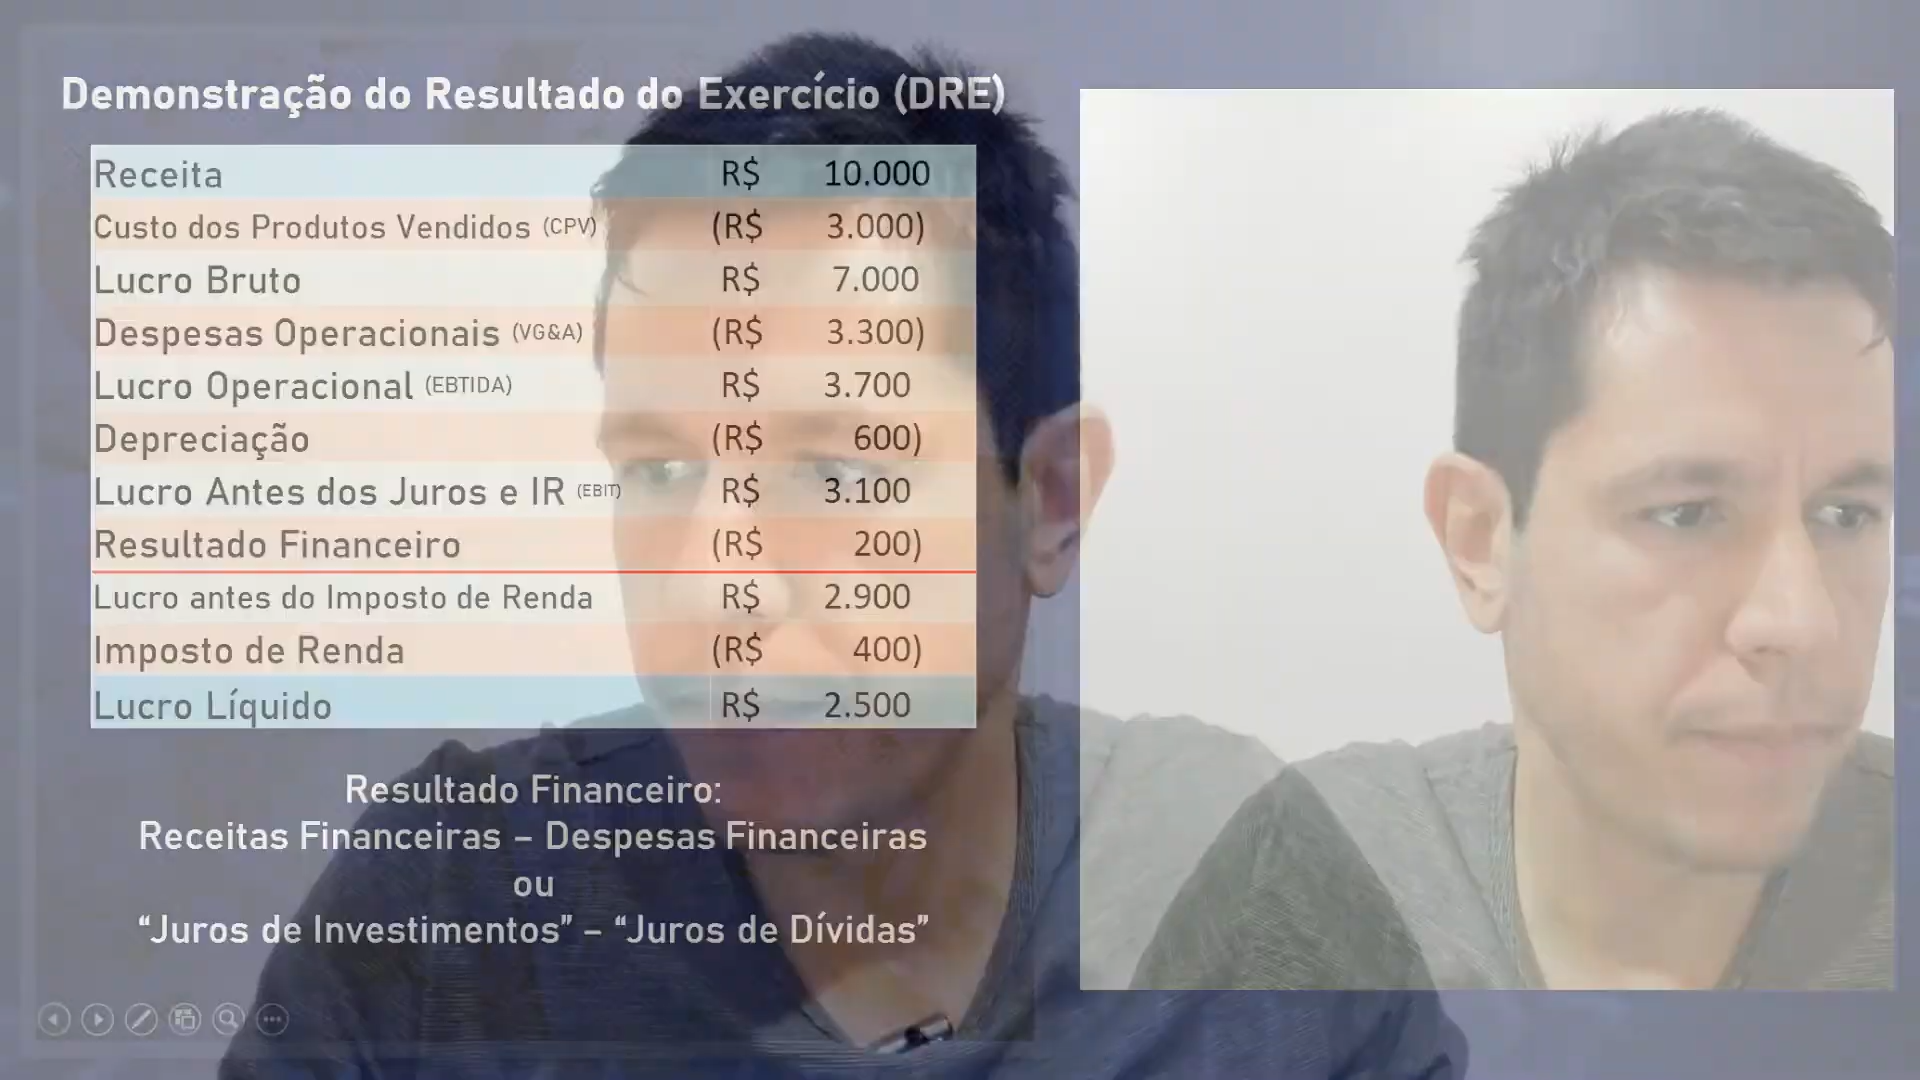 Demonstração do Resultado do Exercício (DRE)
Receita R$ 10.000
Custo dos Produtos Vendidos (CPV) (R$ 3.000)
Lucro Bruto R$ 7.000
Despesas Operacionais (VG&A) (R$ 3.300)
Lucro Operacional (EBTIDA) R$ 3.700
Depreciação (R$ 600)
Lucro Antes dos Juros e IR (EBIT) R$ 3.100
Resultado Financeiro (R$ 200)
Lucro antes do Imposto de Renda R$ 2.900
Imposto de Renda (R$ 400)
Lucro Líquido R$ 2.500
Resultado Financeiro:
Receitas Financeiras – Despesas Financeiras
ou
“Juros de Investimentos” – “Juros de Dívidas”